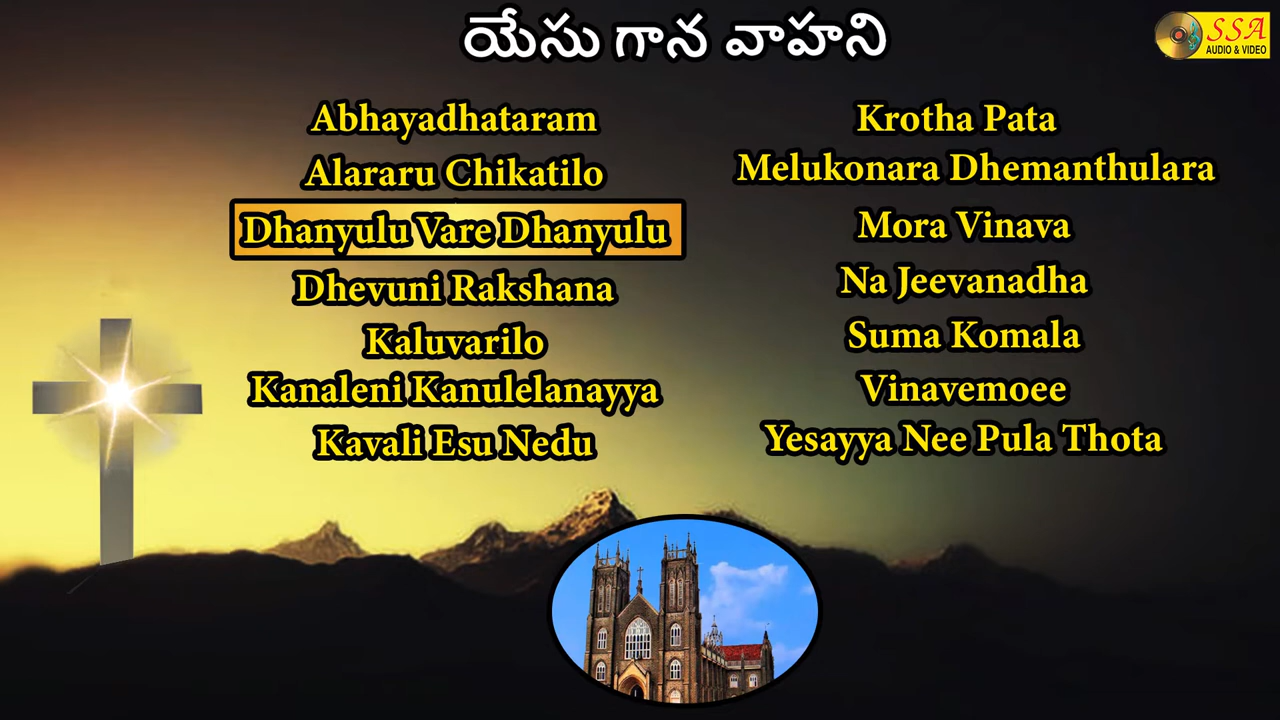 యేసు గాన వాహని
SSA
AUDIO & VIDEO
Abhayadhataram
Alararu Chikatilo
Dhanyulu Vare Dhanyulu
Dhevuni Rakshana
Kaluvarilo
Kanaleni Kanulelanayya
Kavali Esu Nedu
Krotha Pata
Melukonara Dhemanthulara
Mora Vinava
Na Jeevanadha
Suma Komala
Vinavemoee
Yesayya Nee Pula Thota